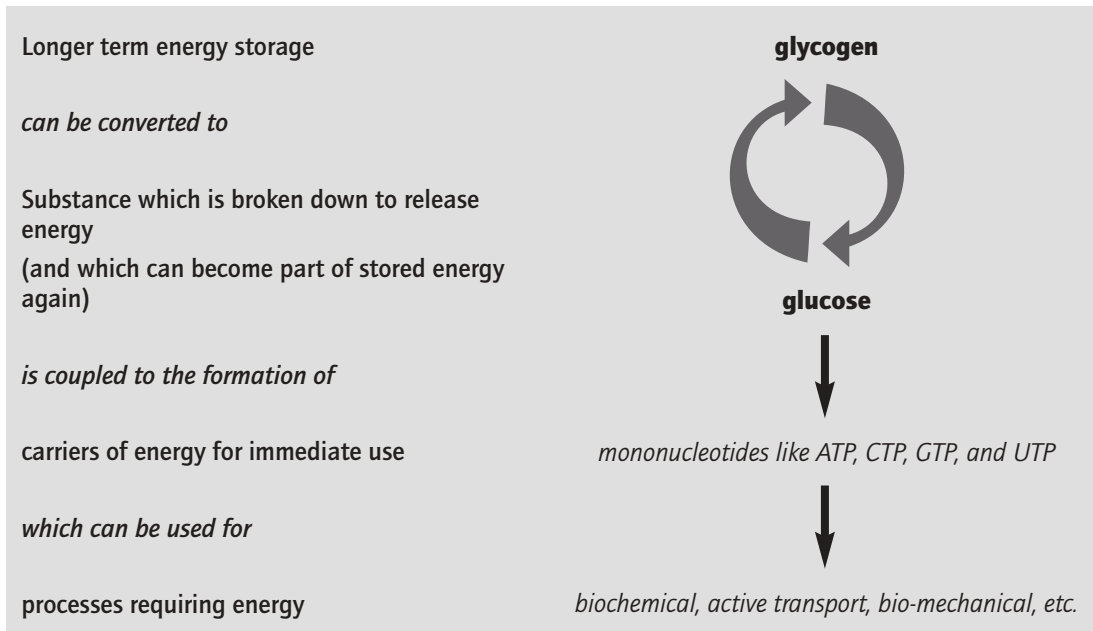 Longer term energy storage
glycogen
can be converted to
Substance which is broken down to release
energy
(and which can become part of stored energy
again)
glucose
is coupled to the formation of
carriers of energy for immediate use
mononucleotides like ATP, CTP, GTP, and UTP
which can be used for
processes requiring energy
biochemical, active transport, bio-mechanical, etc.